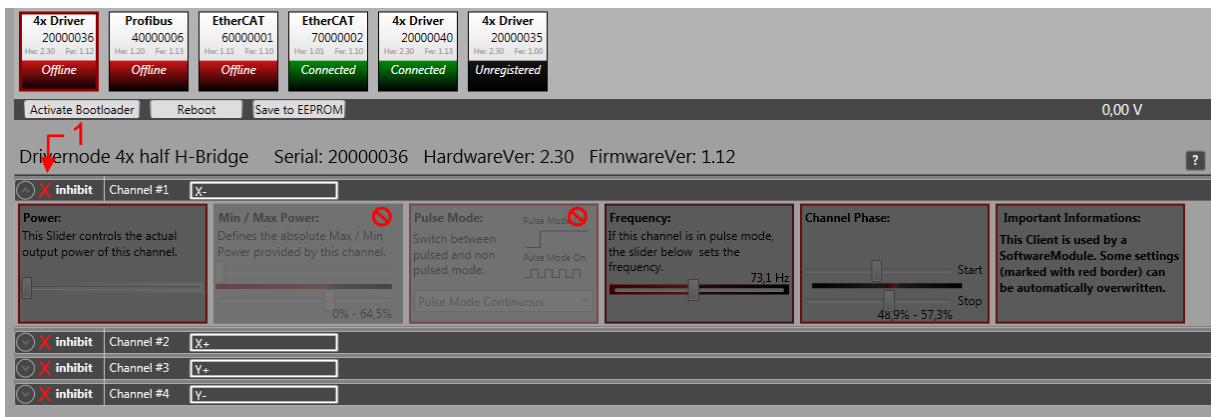 4x Driver
20000036
Hw: 2.30 Fw: 1.12
Offline
Profibus
40000006
Hw: 1.20 Fw: 1.13
Offline
EtherCAT
60000001
Hw: 1.11 Fw: 1.10
Offline
EtherCAT
70000002
Hw: 1.01 Fw: 1.10
Connected
4x Driver
20000040
Hw: 2.30 Fw: 1.13
Connected
4x Driver
20000035
Hw: 2.30 Fw: 1.00
Unregistered
Activate Bootloader Reboot Save to EEPROM 0,00 V
1
Drivernode 4x half H-Bridge Serial: 20000036 HardwareVer: 2.30 FirmwareVer: 1.12 ?
X inhibit Channel #1 X-
Power:
This Slider controls the actual
output power of this channel.
Min / Max Power:
Defines the absolute Max / Min
Power provided by this channel.
0% - 64,5%
Pulse Mode:
Switch between
pulsed and non
pulsed mode.
Pulse Mode On
Pulse Mode Continuous
Frequency:
If this channel is in pulse mode,
the slider below sets the
frequency.
73,1 Hz
Channel Phase:
Start
Stop
48,9% - 57,3%
Important Informations:
This Client is used by a
SoftwareModule. Some settings
(marked with red border) can
be automatically overwritten.
X inhibit Channel #2 X+
X inhibit Channel #3 Y+
X inhibit Channel #4 Y-